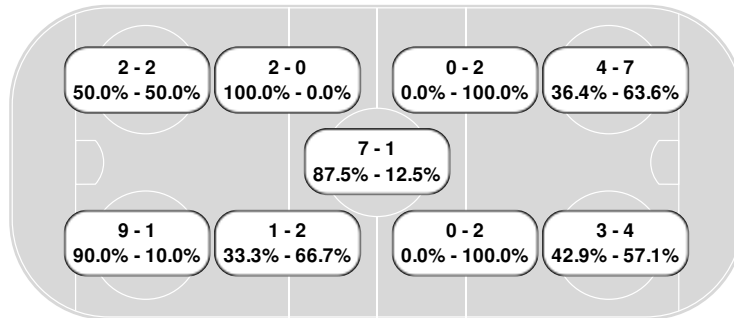 2 - 2
50.0% - 50.0%
2 - 0
100.0% - 0.0%
0 - 2
0.0% - 100.0%
4 - 7
36.4% - 63.6%
7 - 1
87.5% - 12.5%
9 - 1
90.0% - 10.0%
1 - 2
33.3% - 66.7%
0 - 2
0.0% - 100.0%
3 - 4
42.9% - 57.1%